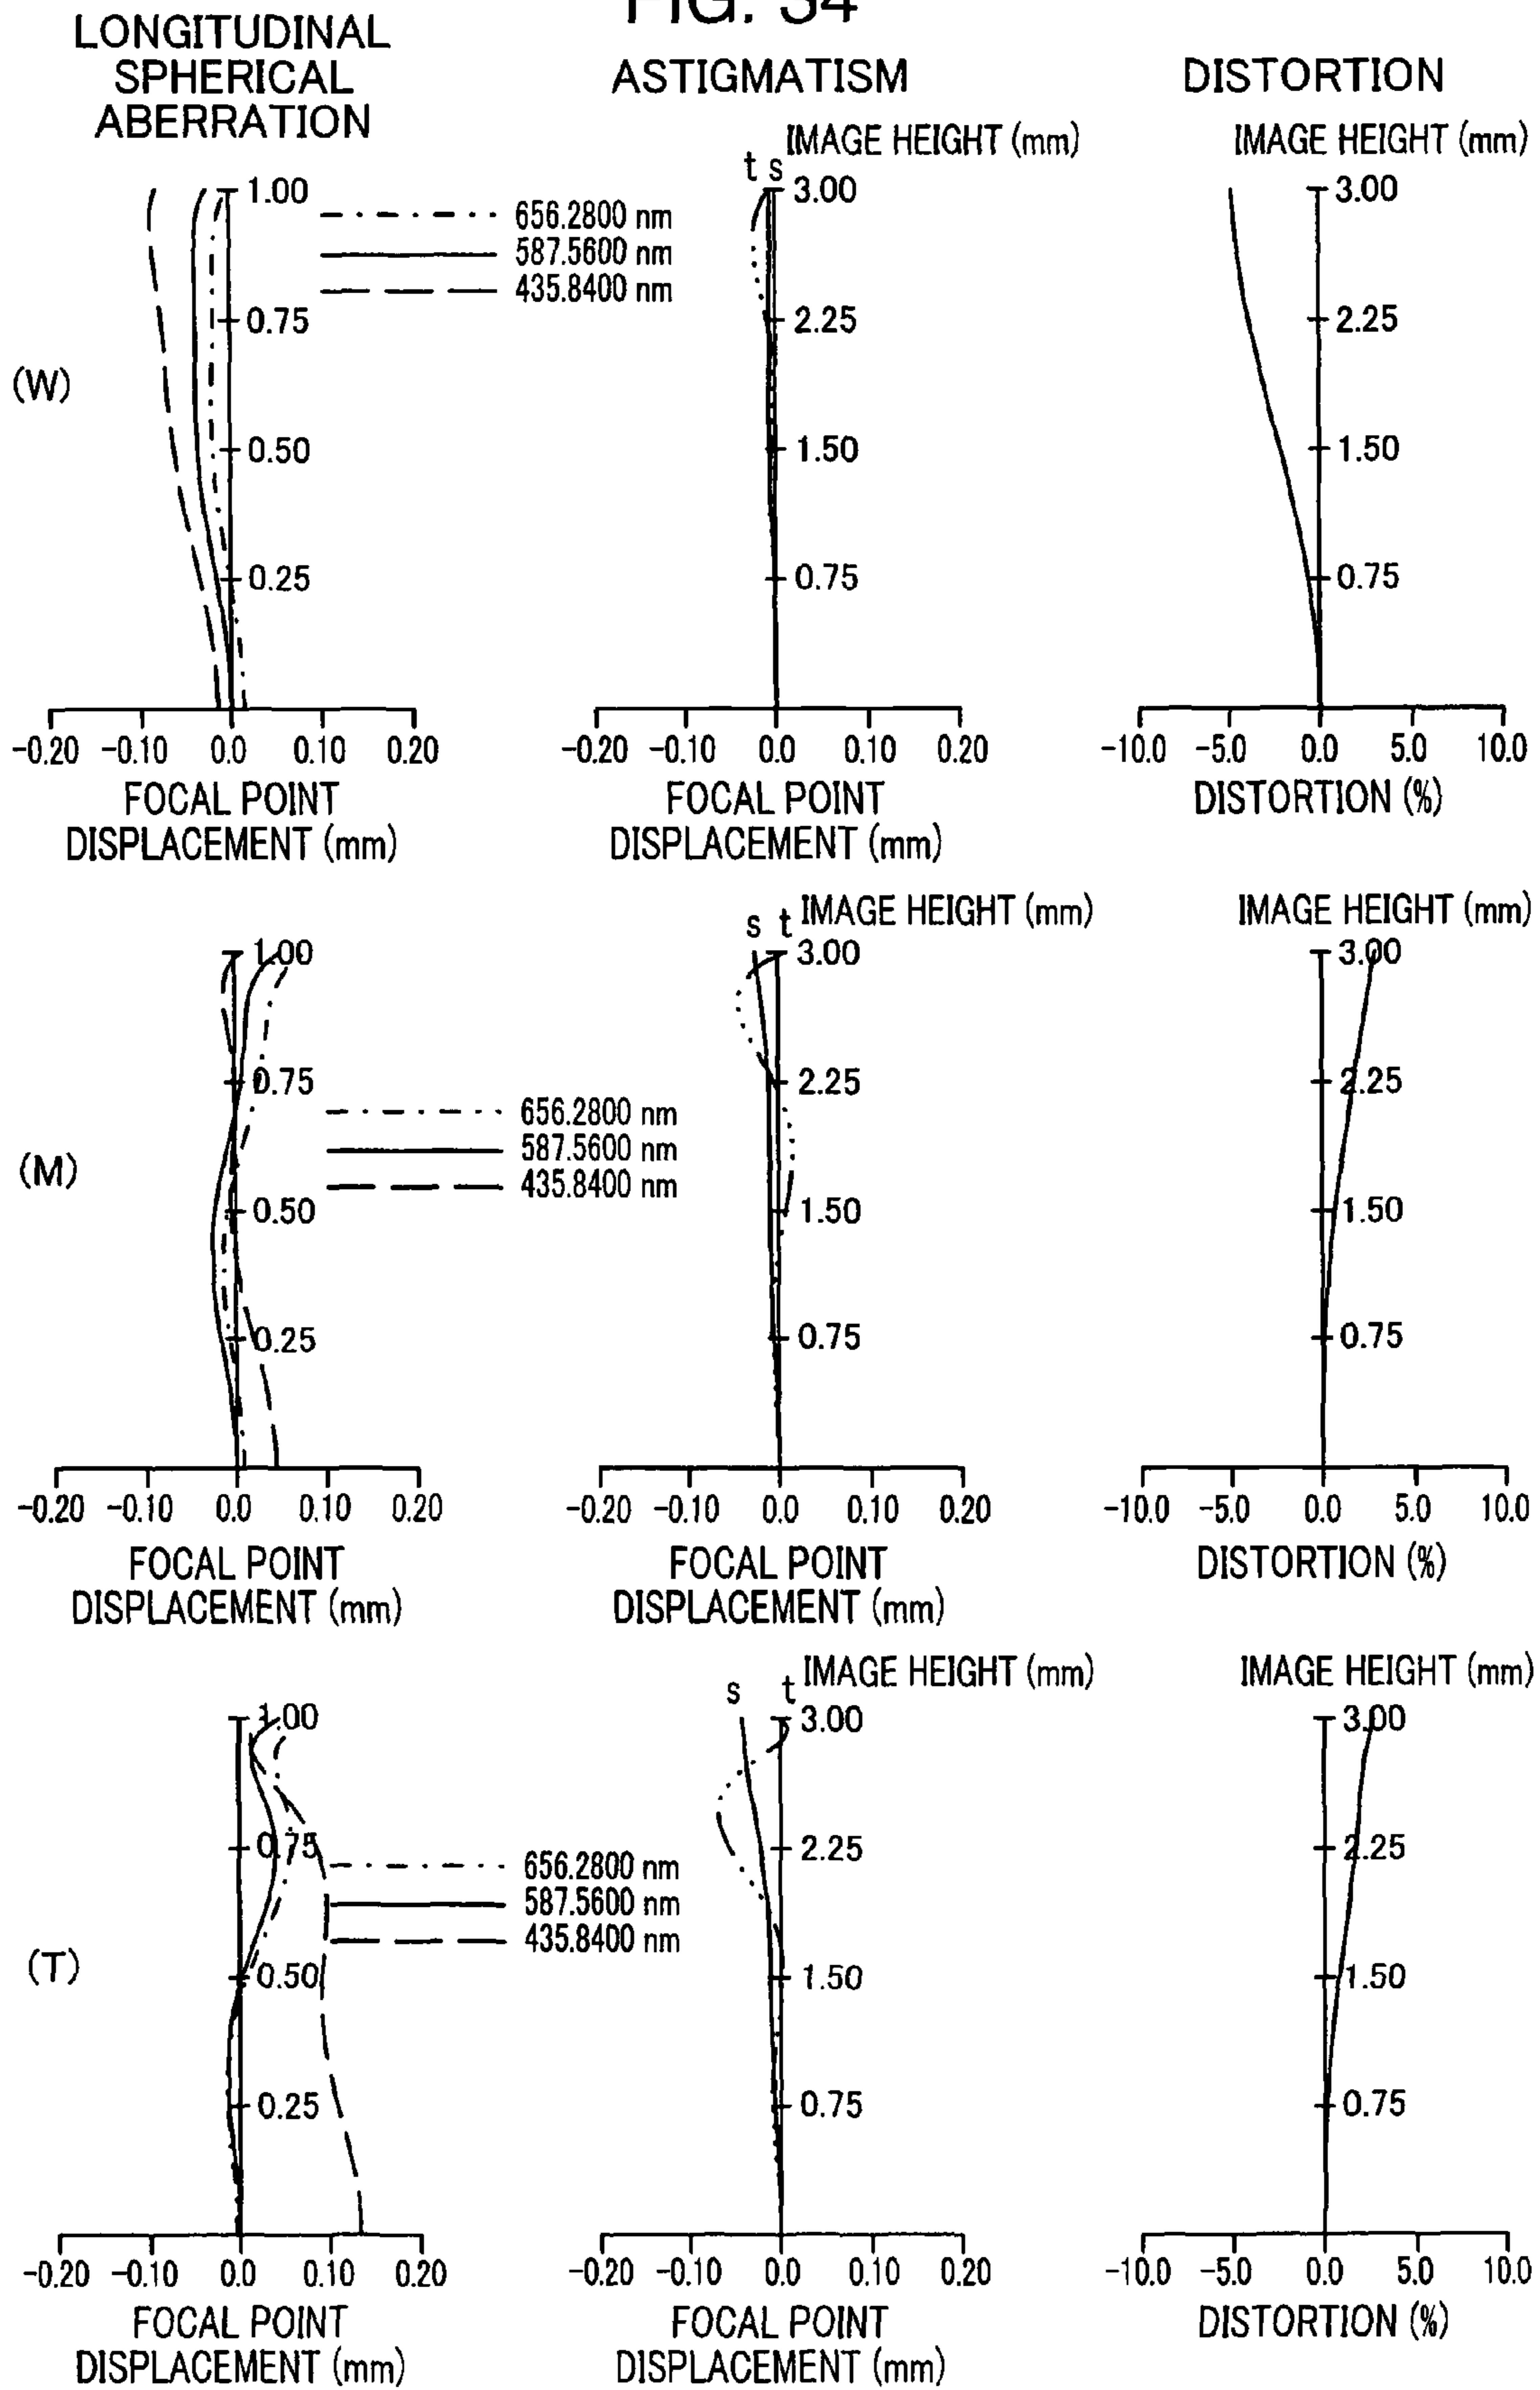 FIG. 34
LONGITUDINAL
SPHERICAL
ABERRATION
ASTIGMATISM
DISTORTION
(W)
1.00
0.75
0.50
0.25
656.2800 nm
587.5600 nm
435.8400 nm
-0.20 -0.10 0.0 0.10 0.20
FOCAL POINT
DISPLACEMENT (mm)
t s
IMAGE HEIGHT (mm)
3.00
2.25
1.50
0.75
-0.20 -0.10 0.0 0.10 0.20
FOCAL POINT
DISPLACEMENT (mm)
IMAGE HEIGHT (mm)
3.00
2.25
1.50
0.75
-10.0 -5.0 0.0 5.0 10.0
DISTORTION (%)
(M)
1.00
0.75
0.50
0.25
656.2800 nm
587.5600 nm
435.8400 nm
-0.20 -0.10 0.0 0.10 0.20
FOCAL POINT
DISPLACEMENT (mm)
s t
IMAGE HEIGHT (mm)
3.00
2.25
1.50
0.75
-0.20 -0.10 0.0 0.10 0.20
FOCAL POINT
DISPLACEMENT (mm)
IMAGE HEIGHT (mm)
3.00
2.25
1.50
0.75
-10.0 -5.0 0.0 5.0 10.0
DISTORTION (%)
(T)
1.00
0.75
0.50
0.25
656.2800 nm
587.5600 nm
435.8400 nm
-0.20 -0.10 0.0 0.10 0.20
FOCAL POINT
DISPLACEMENT (mm)
s t
IMAGE HEIGHT (mm)
3.00
2.25
1.50
0.75
-0.20 -0.10 0.0 0.10 0.20
FOCAL POINT
DISPLACEMENT (mm)
IMAGE HEIGHT (mm)
3.00
2.25
1.50
0.75
-10.0 -5.0 0.0 5.0 10.0
DISTORTION (%)